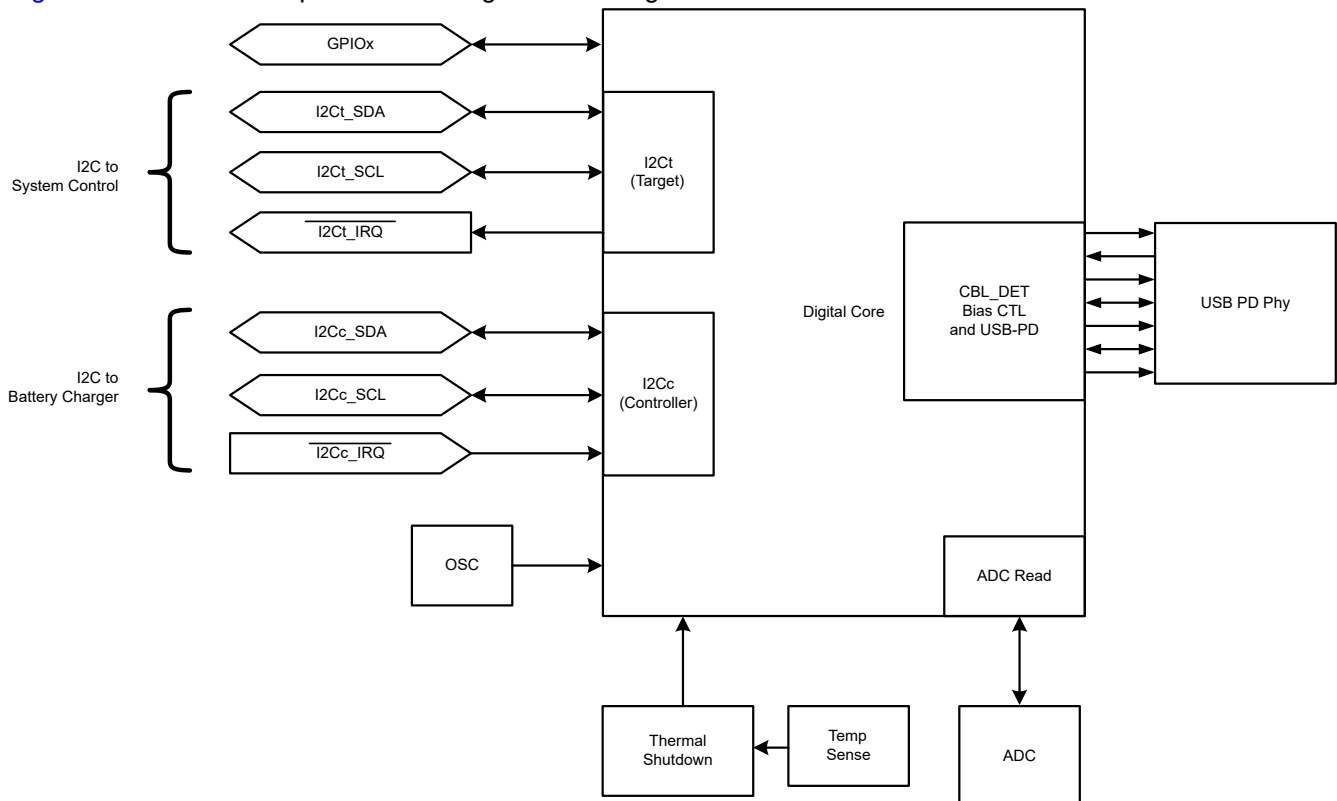 GPIOx
I2C to
System Control
I2Ct_SDA
I2Ct_SCL
I2Ct_IRQ
I2Ct
(Target)
I2C to
Battery Charger
I2Cc_SDA
I2Cc_SCL
I2Cc_IRQ
I2Cc
(Controller)
Digital Core
CBL_DET
Bias CTL
and USB-PD
USB PD Phy
OSC
ADC Read
Thermal
Shutdown
Temp
Sense
ADC